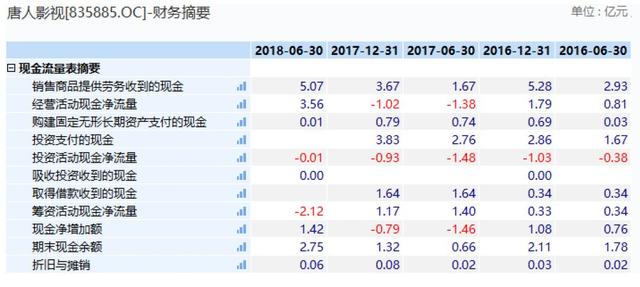 唐人影视[835885.OC]-财务摘要 单位 : 亿元
2018-06-30 2017-12-31 2017-06-30 2016-12-31 2016-06-30
现金流量表摘要
销售商品提供劳务收到的现金 5.07 3.67 1.67 5.28 2.93
经营活动现金净流量 3.56 -1.02 -1.38 1.79 0.81
购建固定无形长期资产支付的现金 0.01 0.79 0.74 0.69 0.03
投资支付的现金 3.83 2.76 2.86 1.67
投资活动现金净流量 -0.01 -0.93 -1.48 -1.03 -0.38
吸收投资收到的现金 0.00 0.00
取得借款收到的现金 1.64 1.64 0.34 0.34
筹资活动现金净流量 -2.12 1.17 1.40 0.33 0.34
现金净增加额 1.42 -0.79 -1.46 1.08 0.76
期末现金余额 2.75 1.32 0.66 2.11 1.78
折旧与摊销 0.06 0.08 0.02 0.03 0.02